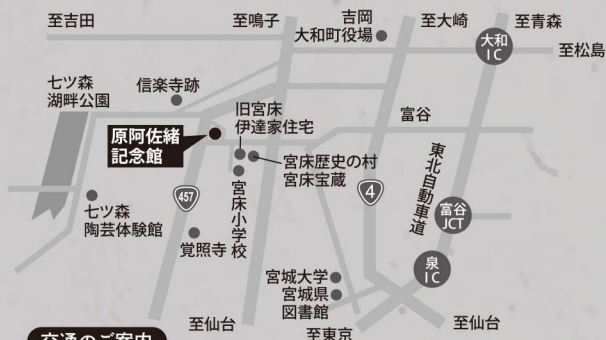 至吉田
至鳴子
吉岡
大和町役場
至大崎
至青森
大和
IC
至松島
七ツ森
湖畔公園
信楽寺跡
旧宮床
伊達家住宅
富谷
原阿佐緒
記念館
宮床歴史の村
宮床宝蔵
東北自動車道
457
4
宮床小学校
七ツ森
陶芸体験館
富谷
JCT
覚照寺
泉
IC
宮城大学
宮城県
図書館
至仙台
至東京
至仙台
交通のご案内